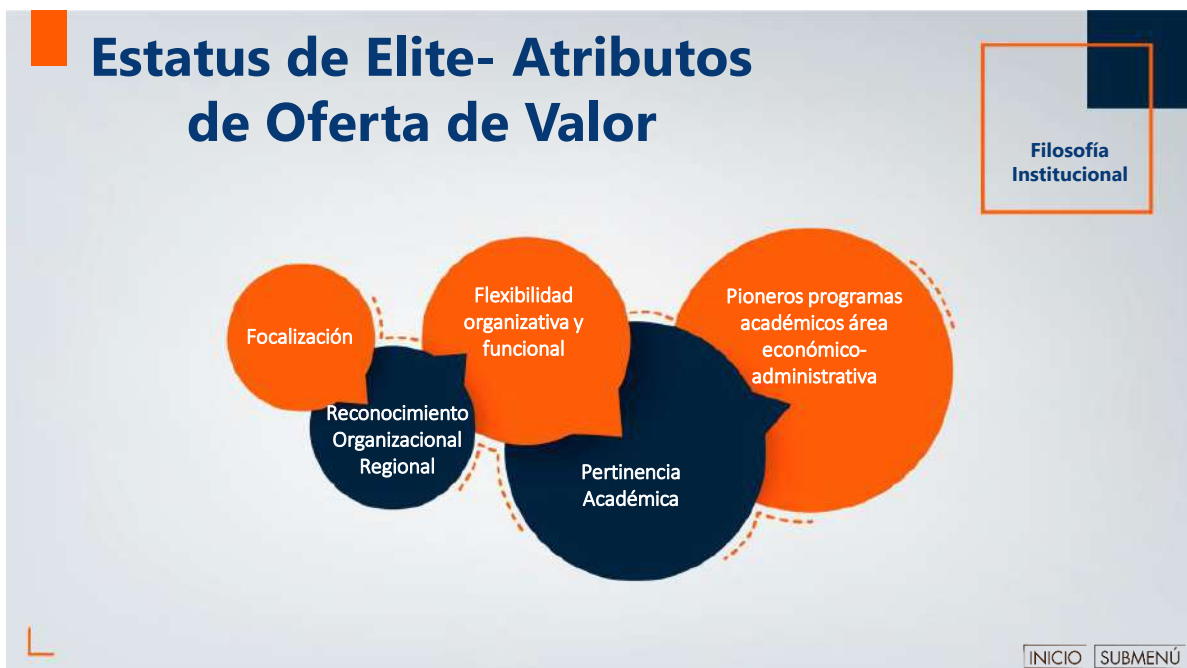 Estatus de Elite- Atributos
de Oferta de Valor
Filosofía
Institucional
Focalización
Reconocimiento
Organizacional
Regional
Flexibilidad
organizativa y
funcional
Pertinencia
Académica
Pioneros programas
académicos área
económico-
administrativa
INICIO
SUBMENÚ